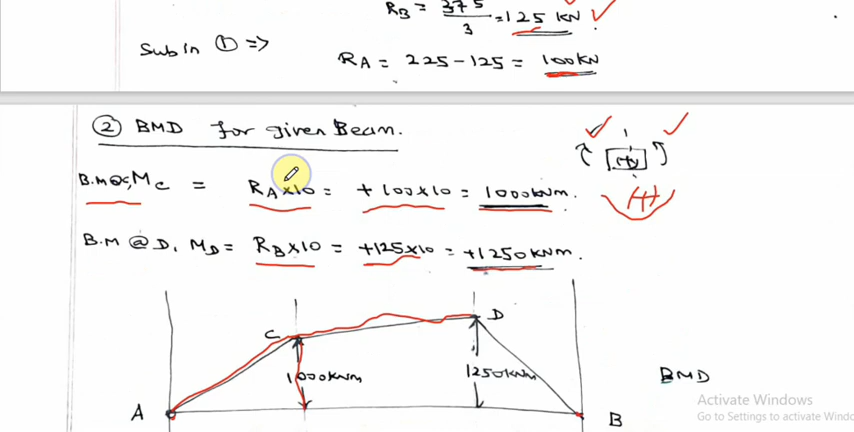 RB = 375/3 = 125 KN
Sub in ① =>
RA = 225 - 125 = 100KN
② BMD for given Beam.
B.M@C, MC = RA×10 = +100×10 = 1000KNm.
(+)
B.M @ D, MD = RB×10 = +125×10 = +1250KNm.
C
D
1000KNm
1250KNm
BMD
A
B
Activate Windows
Go to Settings to activate Windo